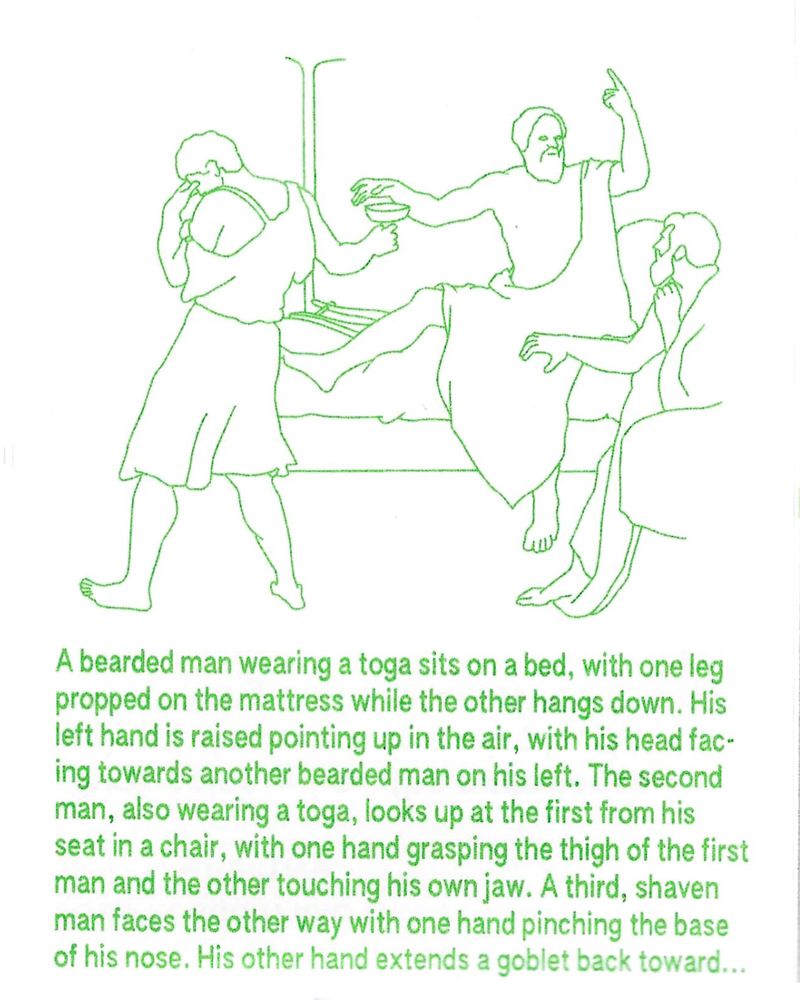 A bearded man wearing a toga sits on a bed, with one leg
propped on the mattress while the other hangs down. His
left hand is raised pointing up in the air, with his head fac-
ing towards another bearded man on his left. The second
man, also wearing a toga, looks up at the first from his
seat in a chair, with one hand grasping the thigh of the first
man and the other touching his own jaw. A third, shaven
man faces the other way with one hand pinching the base
of his nose. His other hand extends a goblet back toward...